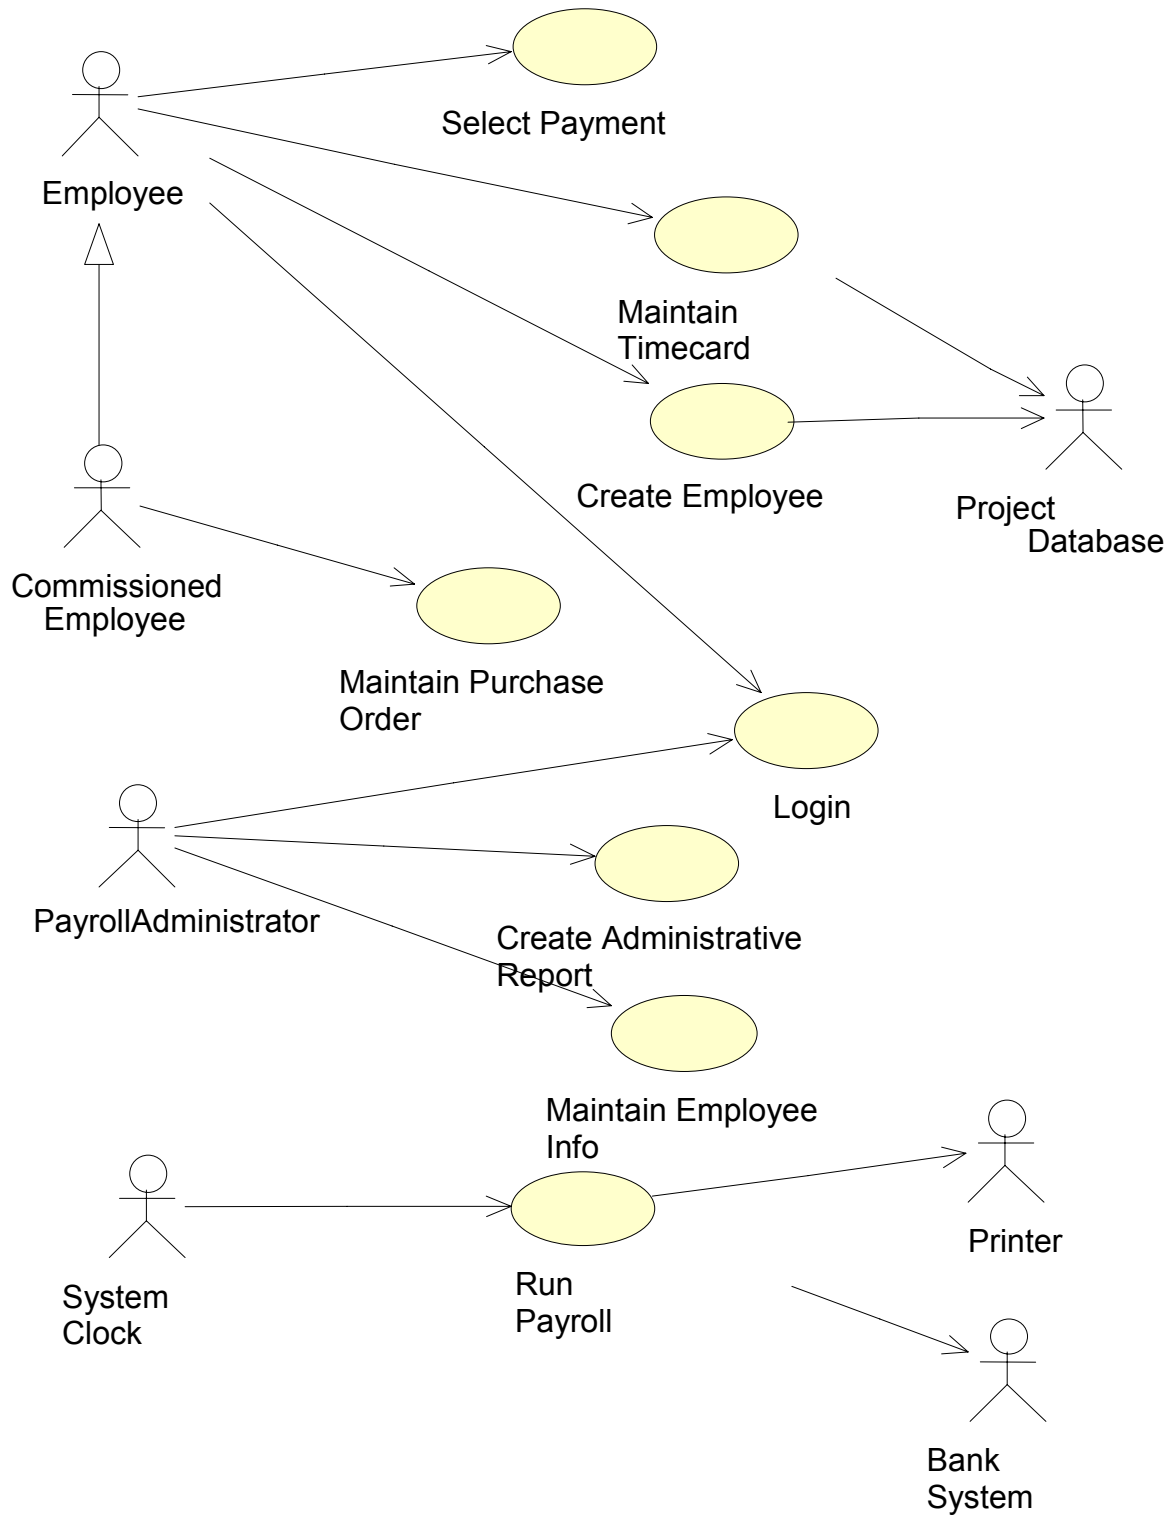 Select Payment
Employee
Maintain
Timecard
Create Employee
Project
Database
Commissioned
Employee
Maintain Purchase
Order
Login
PayrollAdministrator
Create Administrative
Report
Maintain Employee
Info
Printer
System
Clock
Run
Payroll
Bank
System